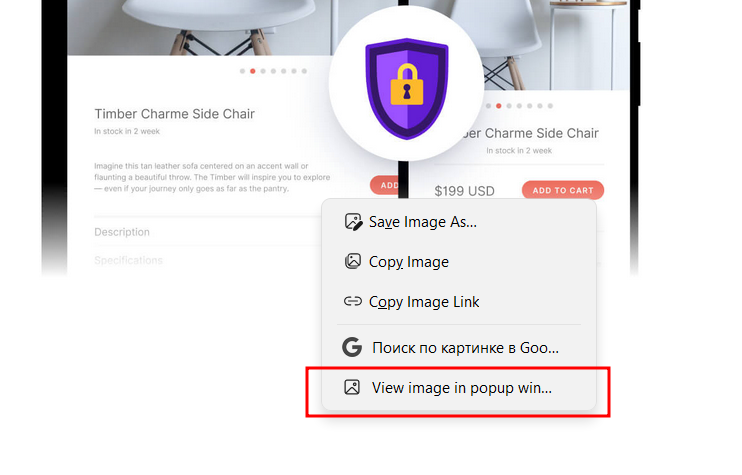 Timber Charme Side Chair
In stock in 2 week
Imagine this tan leather sofa centered on an accent wall or
flaunting a beautiful throw. The Timber will inspire you to explore
— even if your journey only goes as far as the pantry.
ADD
Description
Specifications
er Charme Side Chair
In stock in 2 week
$199 USD
ADD TO CART
Save Image As...
Copy Image
Copy Image Link
Поиск по картинке в Goo...
View image in popup win...